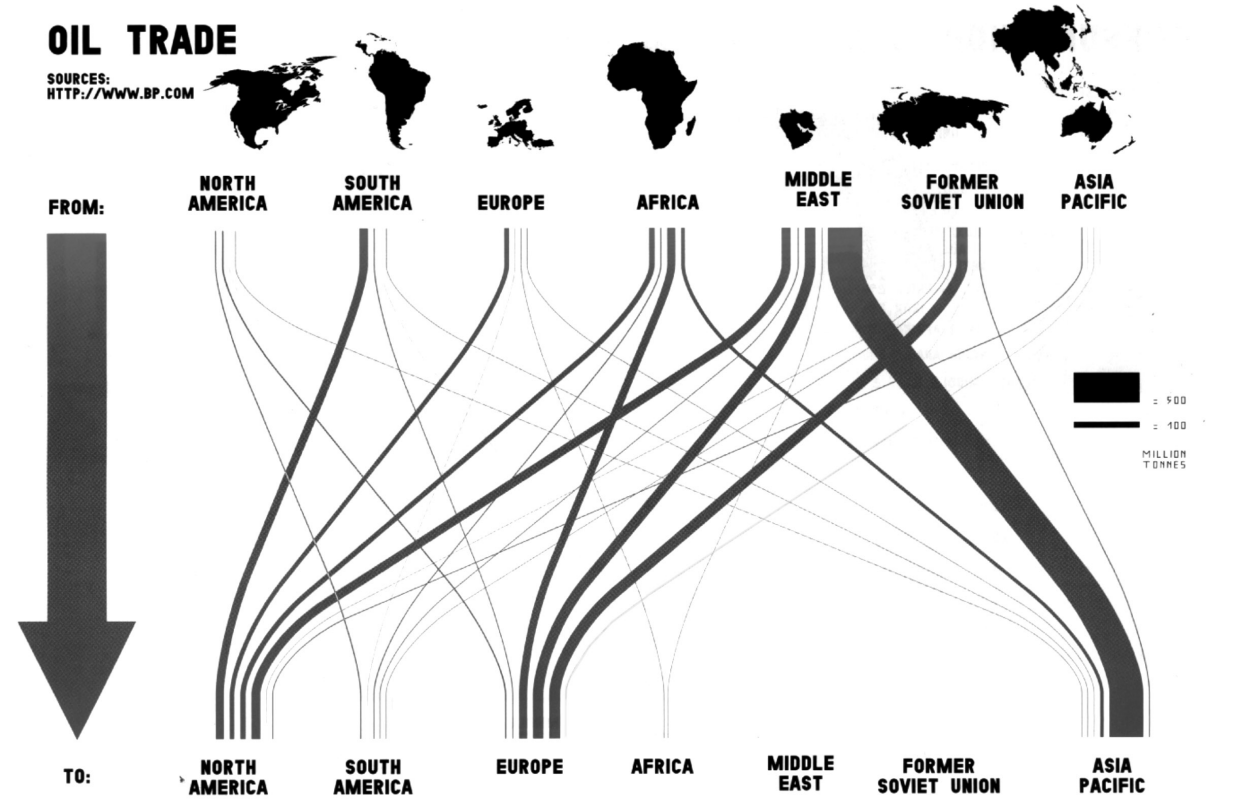 OIL TRADE
SOURCES:
HTTP://WWW.BP.COM
FROM:
NORTH
AMERICA
SOUTH
AMERICA
EUROPE
AFRICA
MIDDLE
EAST
FORMER
SOVIET UNION
ASIA
PACIFIC
= 500
= 100
MILLION
TONNES
TO:
NORTH
AMERICA
SOUTH
AMERICA
EUROPE
AFRICA
MIDDLE
EAST
FORMER
SOVIET UNION
ASIA
PACIFIC